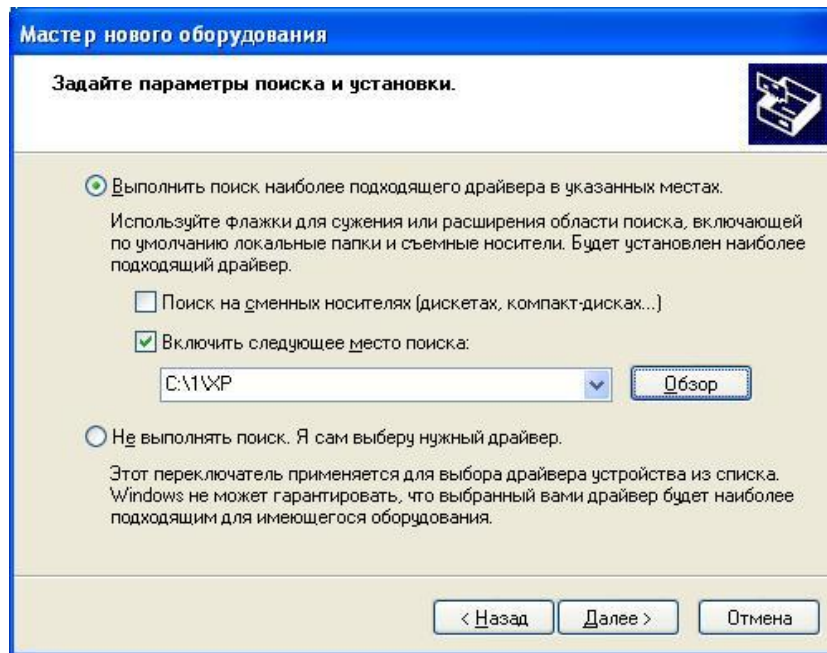 Мастер нового оборудования
Задайте параметры поиска и установки.
Выполнить поиск наиболее подходящего драйвера в указанных местах.
Используйте флажки для сужения или расширения области поиска, включающей
по умолчанию локальные папки и съемные носители. Будет установлен наиболее
подходящий драйвер.
Поиск на сменных носителях (дискетах, компакт-дисках...)
Включить следующее место поиска:
C:\1\XP
Обзор
Не выполнять поиск. Я сам выберу нужный драйвер.
Этот переключатель применяется для выбора драйвера устройства из списка.
Windows не может гарантировать, что выбранный вами драйвер будет наиболее
подходящим для имеющегося оборудования.
< Назад Далее > Отмена